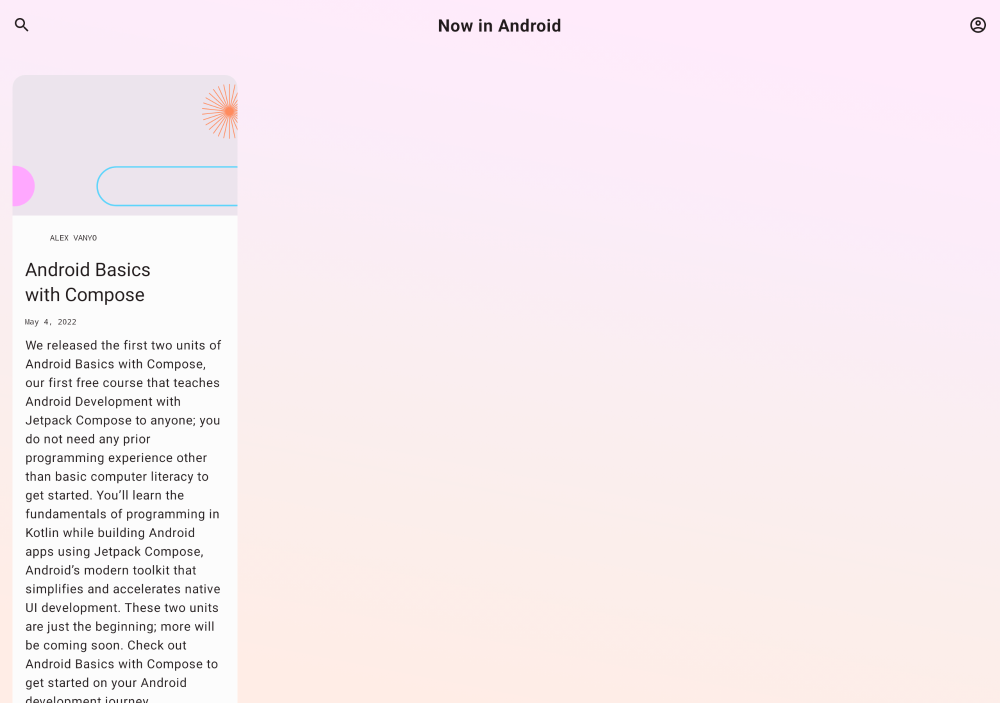 Now in Android
ALEX VANYO
Android Basics
with Compose
May 4, 2022
We released the first two units of
Android Basics with Compose,
our first free course that teaches
Android Development with
Jetpack Compose to anyone; you
do not need any prior
programming experience other
than basic computer literacy to
get started. You’ll learn the
fundamentals of programming in
Kotlin while building Android
apps using Jetpack Compose,
Android’s modern toolkit that
simplifies and accelerates native
UI development. These two units
are just the beginning; more will
be coming soon. Check out
Android Basics with Compose to
get started on your Android
development journey